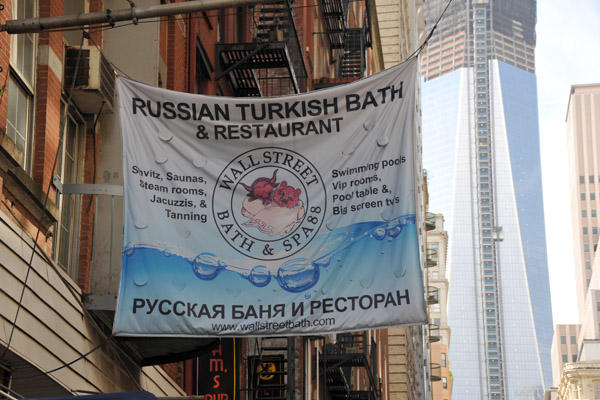 RUSSIAN TURKISH BATH
& RESTAURANT
Shvitz, Saunas,
Steam rooms,
Jacuzzis, &
Tanning
WALL STREET
BATH & SPA 88
Swimming pools
Vip rooms,
Pool table &,
Big screen tv's
РУССКАЯ БАНЯ И РЕСТОРАН
www.wallstreetbath.com
M'S